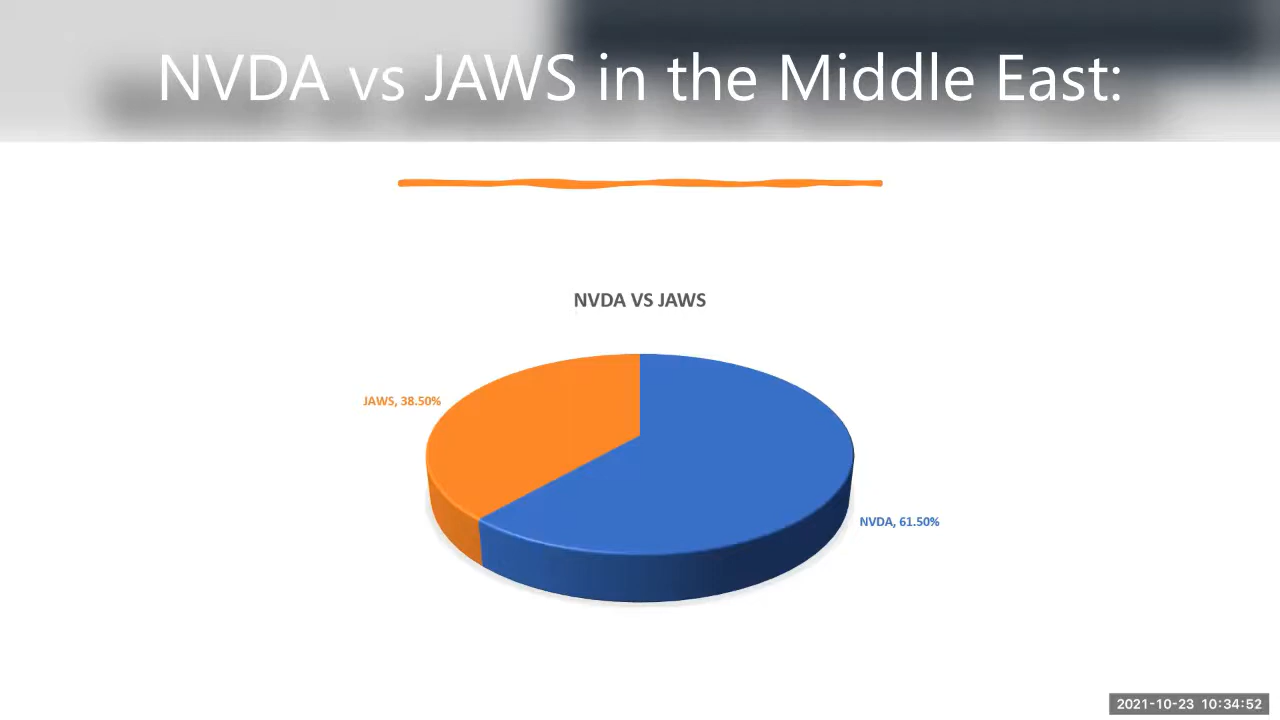 NVDA vs JAWS in the Middle East:
NVDA VS JAWS
JAWS, 38.50%
NVDA, 61.50%
2021-10-23 10:34:52